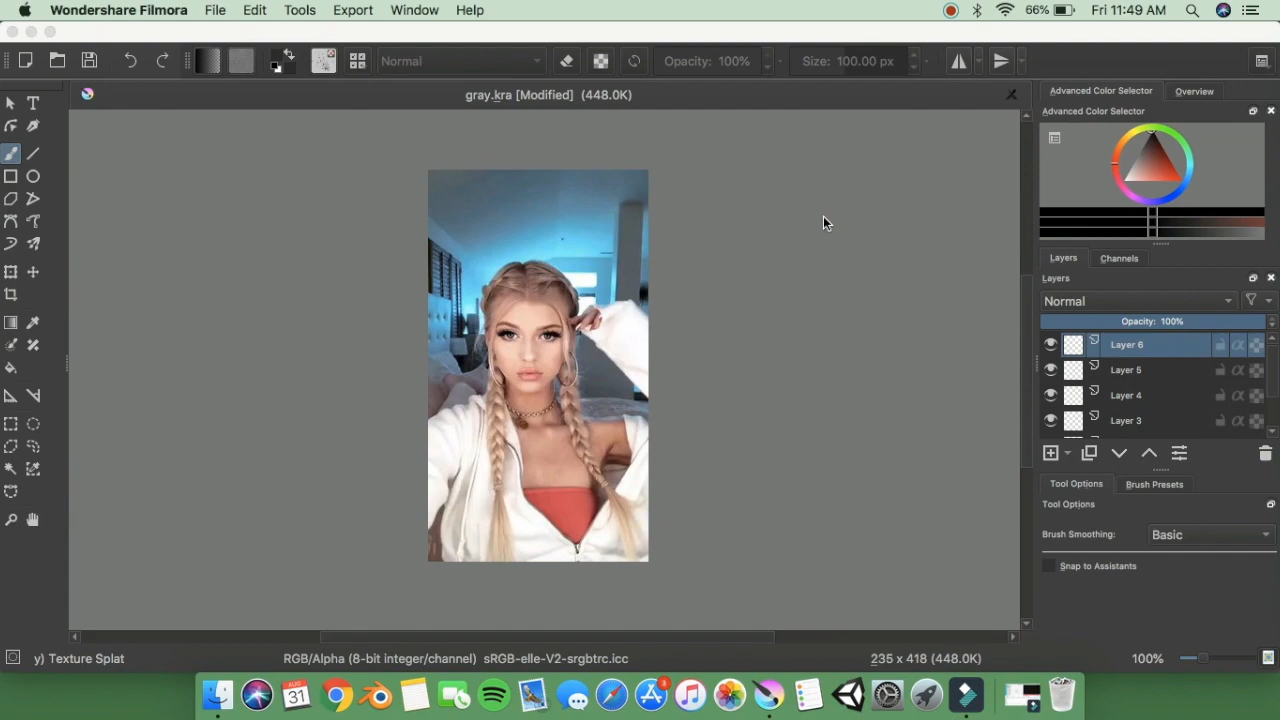 Wondershare Filmora File Edit Tools Export Window Help 66% Fri 11:49 AM
Normal Opacity: 100% Size: 100.00 px
gray.kra [Modified] (448.0K)
Advanced Color Selector Overview
Advanced Color Selector
Layers Channels
Layers
Normal
Opacity: 100%
Layer 6
Layer 5
Layer 4
Layer 3
Tool Options Brush Presets
Tool Options
Brush Smoothing: Basic
Snap to Assistants
y) Texture Splat RGB/Alpha (8-bit integer/channel) sRGB-elle-V2-srgbtrc.icc 235 x 418 (448.0K) 100%
AUG
31
3